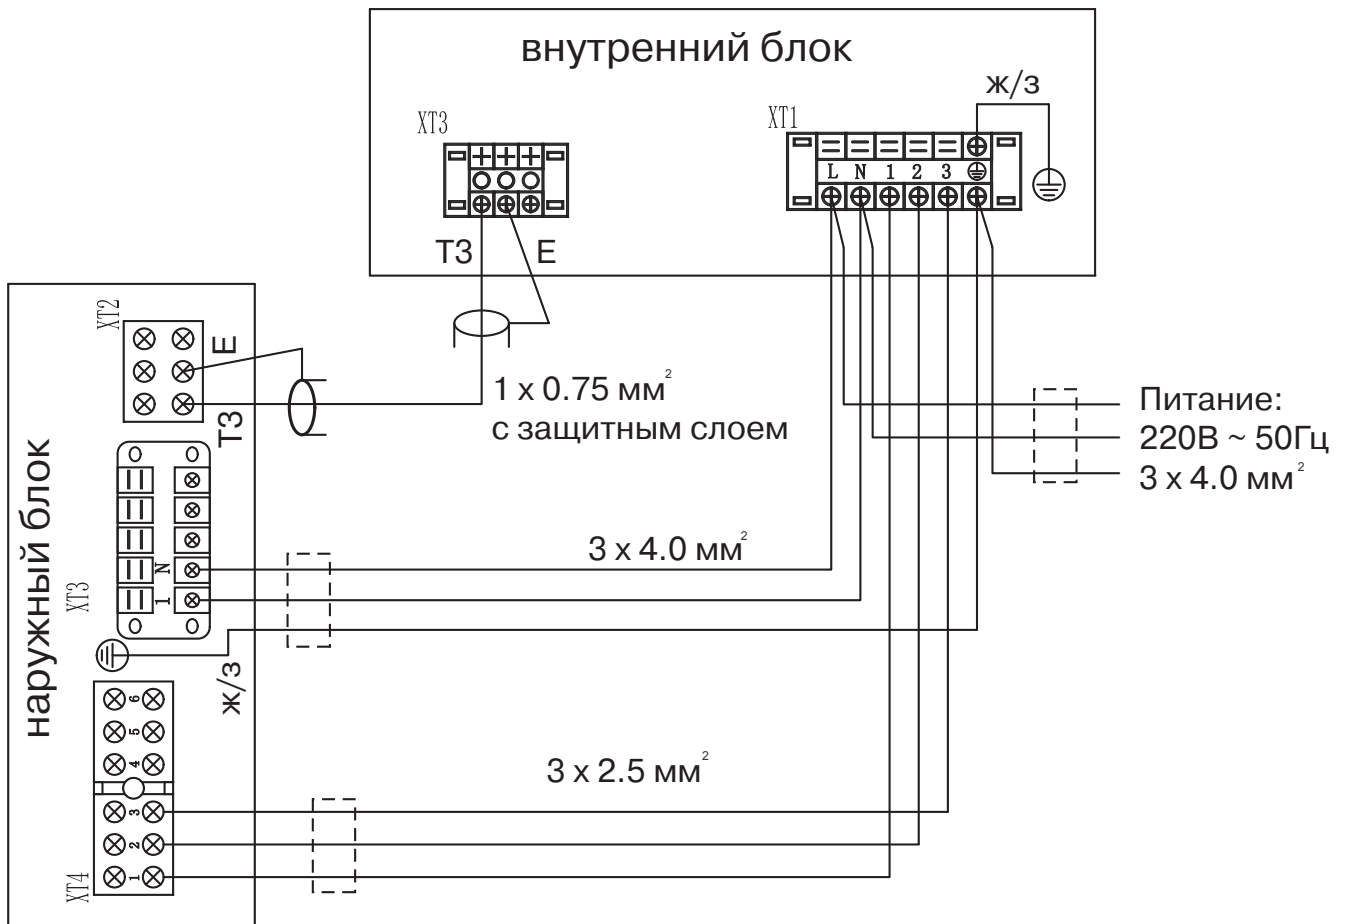 внутренний блок
ж/з
XT3
XT1
L N 1 2 3
T3 E
XT2
E
T3
1 x 0.75 мм²
с защитным слоем
Питание:
220В ~ 50Гц
3 x 4.0 мм²
наружный блок
XT3
N
1
3 x 4.0 мм²
ж/з
6
5
4
3
2
1
XT4
3 x 2.5 мм²